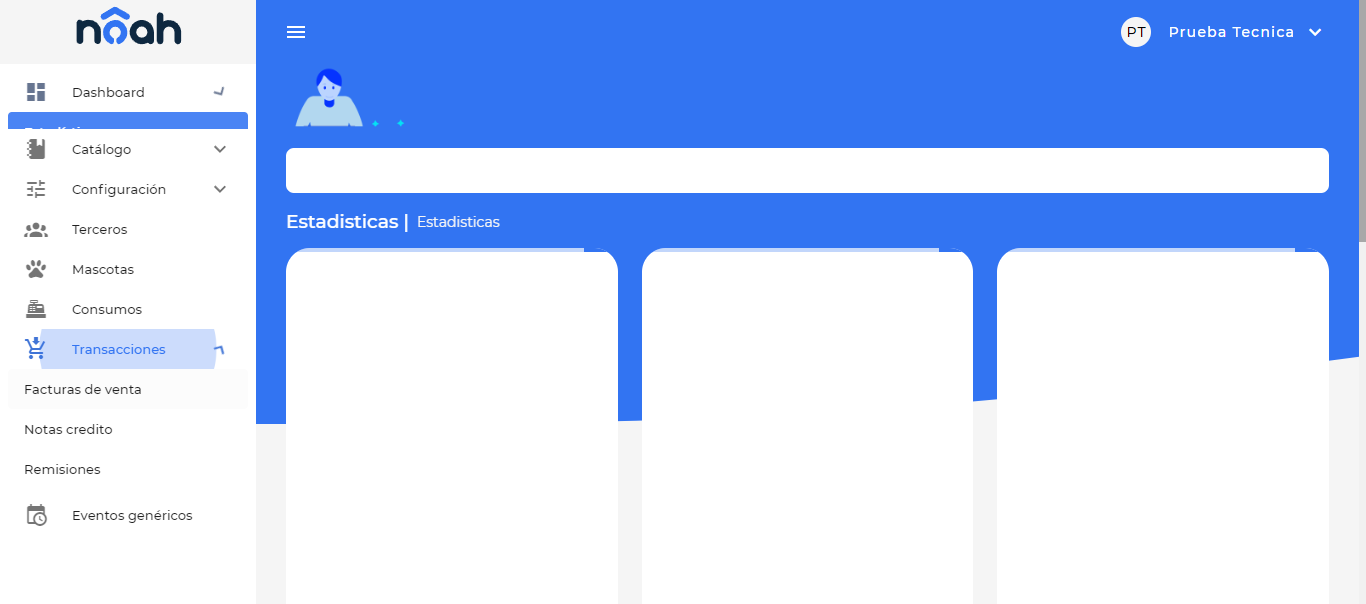 nôah
Dashboard
Catálogo
Configuración
Terceros
Mascotas
Consumos
Transacciones
Facturas de venta
Notas credito
Remisiones
Eventos genéricos
PT Prueba Tecnica
Estadisticas | Estadisticas